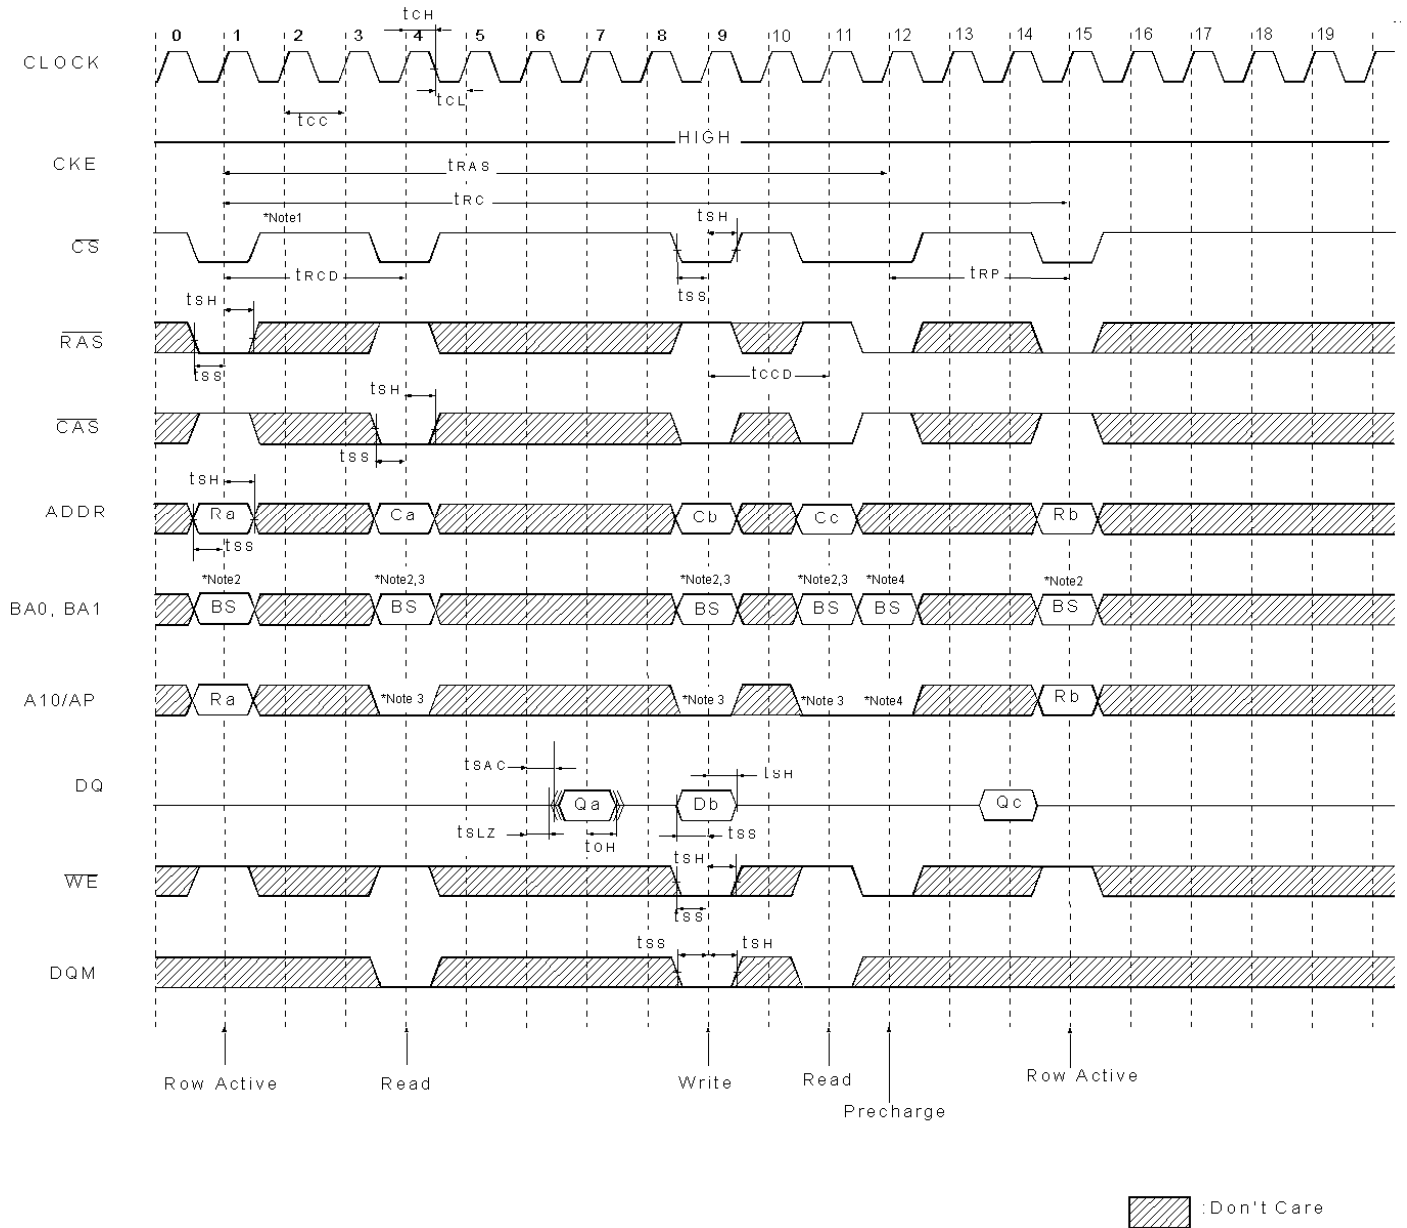 tCH
0 1 2 3 4 5 6 7 8 9 10 11 12 13 14 15 16 17 18 19
CLOCK
tCL
tCC
HIGH
CKE
tRAS
tRC
*Note1
tSH
CS
tRCD
tRP
tSS
tSH
RAS
tSS
tCCD
tSH
CAS
tSS
tSH
ADDR
Ra Ca Cb Cc Rb
tSS
*Note2 *Note2,3 *Note2,3 *Note2,3 *Note4 *Note2
BA0, BA1
BS BS BS BS BS BS
A10/AP
Ra *Note 3 *Note 3 *Note 3 *Note4 Rb
tSAC
tSH
DQ
Qa Db Qc
tSLZ
tOH
tSS
tSH
WE
tSS
tSS
tSH
DQM
Row Active Read Write Read Row Active
Precharge
:Don't Care